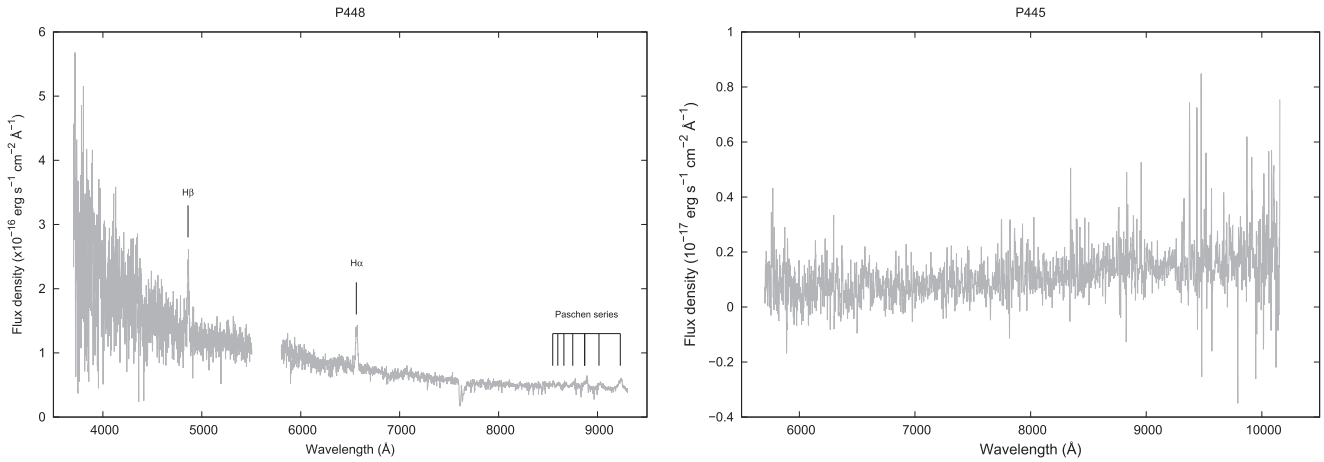 P448
6
5
4
3
2
1
0
Flux density (x10−16 erg s−1 cm−2 Å−1)
Hβ
Hα
Paschen series
4000 5000 6000 7000 8000 9000
Wavelength (Å)
P445
1
0.8
0.6
0.4
0.2
0
−0.2
−0.4
Flux density (10−17 erg s−1 cm−2 Å−1)
6000 7000 8000 9000 10000
Wavelength (Å)